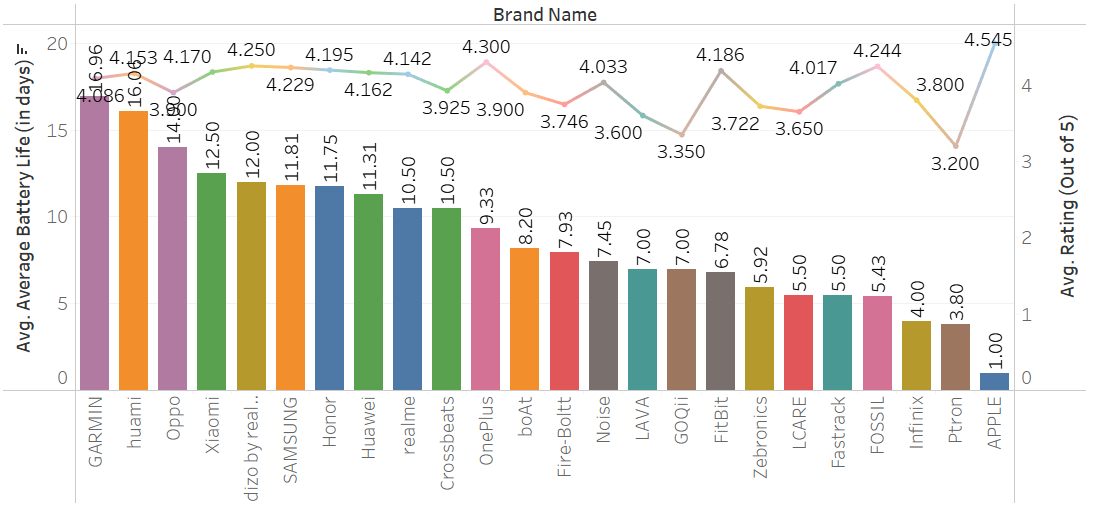 Brand Name
Avg. Average Battery Life (in days)
20
15
10
5
0
16.96
16.06
14.00
12.50
12.00
11.81
11.75
11.31
10.50
10.50
9.33
8.20
7.93
7.45
7.00
7.00
6.78
5.92
5.50
5.50
5.43
4.00
3.80
1.00
4.086
4.153
3.900
4.170
4.250
4.229
4.195
4.162
4.142
3.925
4.300
3.900
3.746
4.033
3.600
3.350
4.186
3.722
3.650
4.017
4.244
3.800
3.200
4.545
4
3
2
1
0
Avg. Rating (Out of 5)
GARMIN
huami
Oppo
Xiaomi
dizo by real..
SAMSUNG
Honor
Huawei
realme
Crossbeats
OnePlus
boAt
Fire-Boltt
Noise
LAVA
GOQii
FitBit
Zebronics
LCARE
Fastrack
FOSSIL
Infinix
Ptron
APPLE